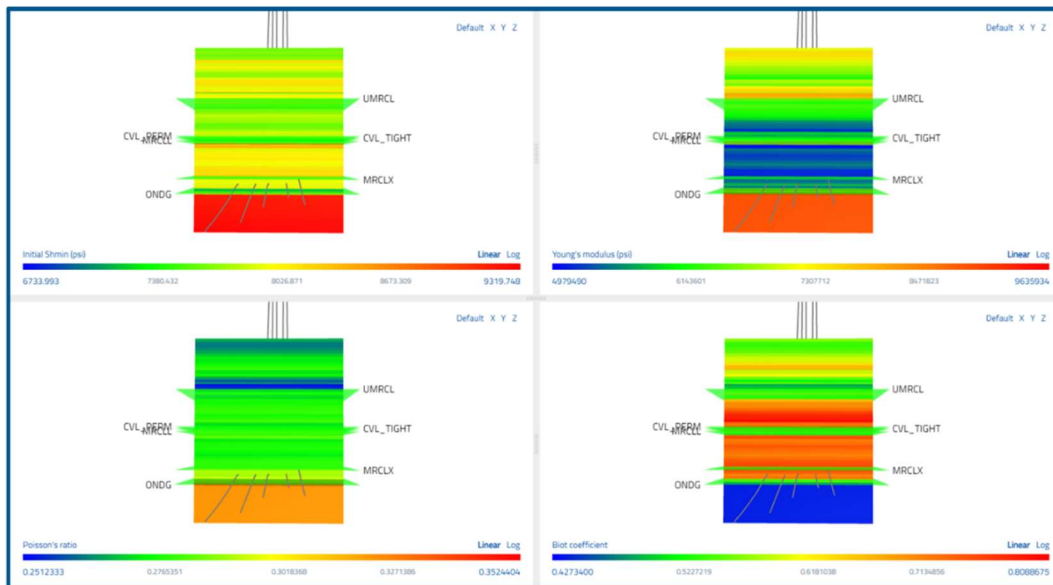 Default X Y Z
UMRCL
CVL_PERM
MRCLL
CVL_TIGHT
MRCLX
ONDG
Initial Shmin (psi)
Linear Log
6733.993 7380.432 8026.871 8673.309 9319.748
Default X Y Z
UMRCL
CVL_PERM
MRCLL
CVL_TIGHT
MRCLX
ONDG
Young's modulus (psi)
Linear Log
4979490 6143601 7307712 8471823 9635934
Default X Y Z
UMRCL
CVL_PERM
MRCLL
CVL_TIGHT
MRCLX
ONDG
Poisson's ratio
Linear Log
0.2512333 0.2765351 0.3018368 0.3271386 0.3524404
Default X Y Z
UMRCL
CVL_PERM
MRCLL
CVL_TIGHT
MRCLX
ONDG
Biot coefficient
Linear Log
0.4273400 0.5227219 0.6181038 0.7134856 0.8088675